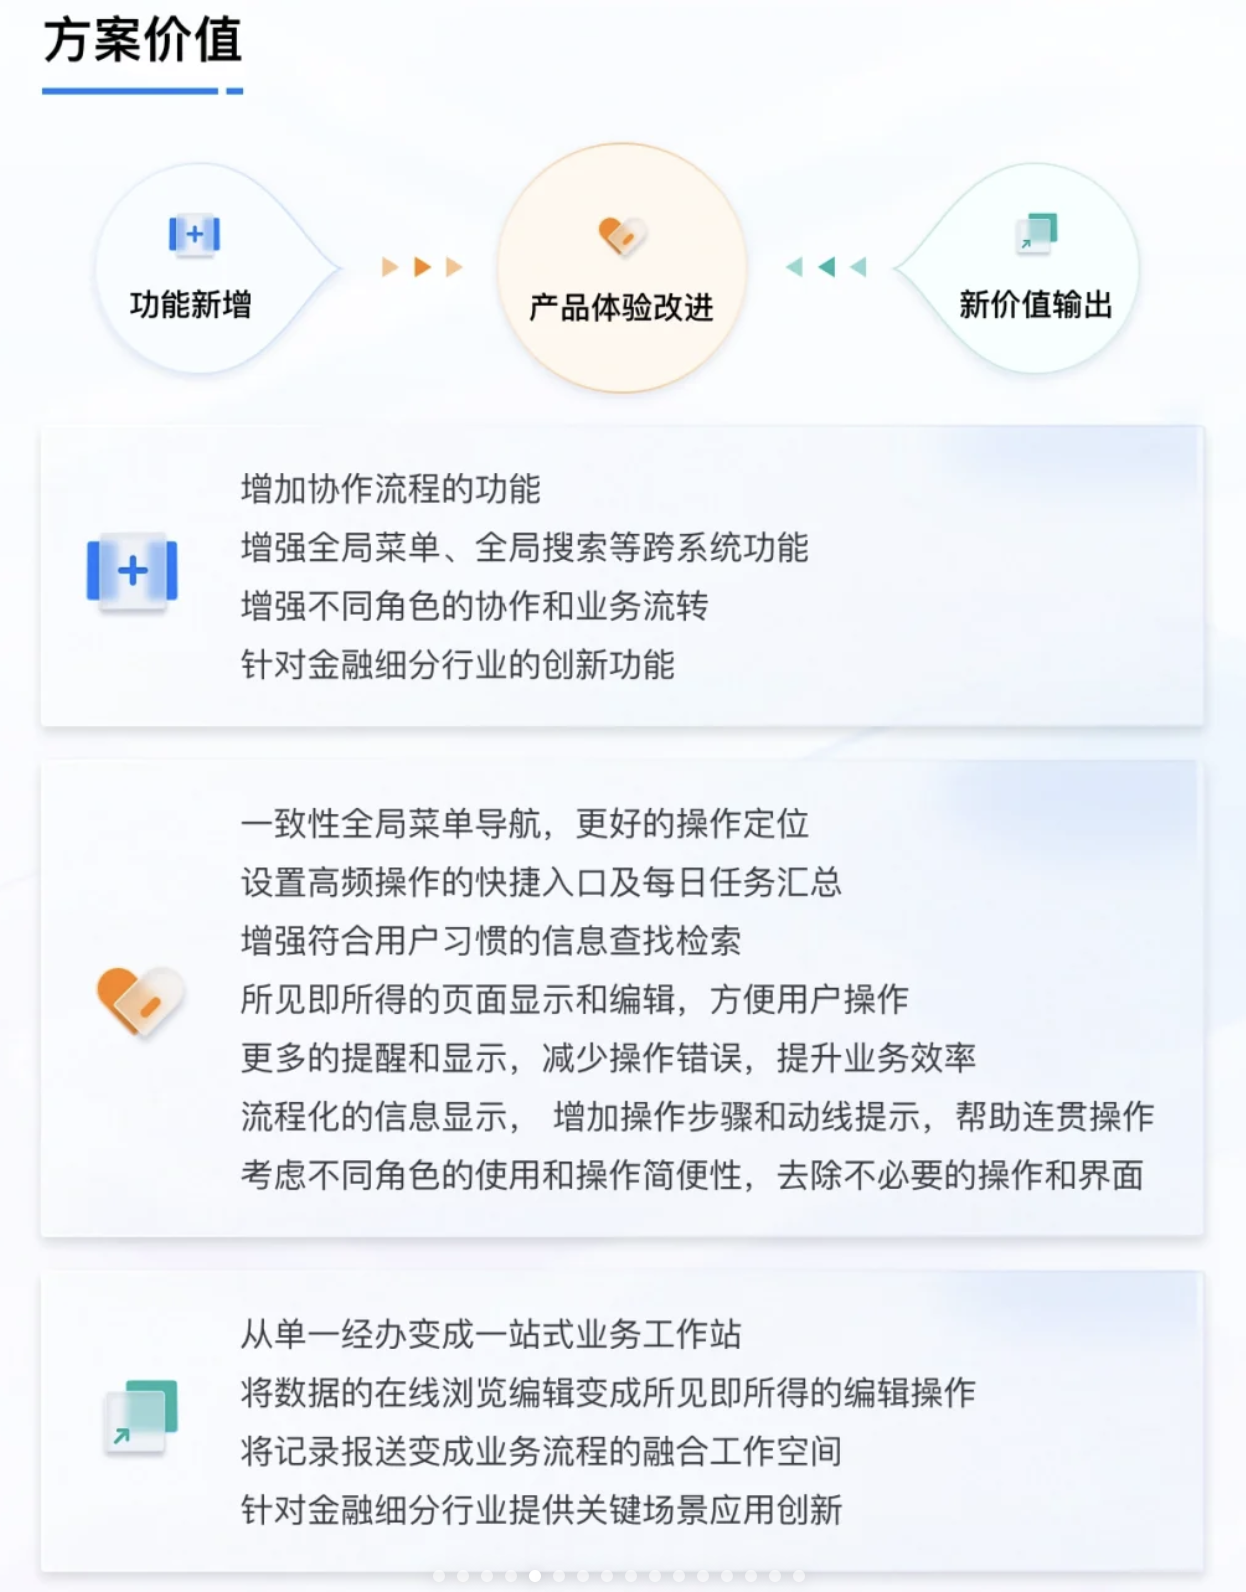 方案价值
功能新增
产品体验改进
新价值输出
增加协作流程的功能
增强全局菜单、全局搜索等跨系统功能
增强不同角色的协作和业务流转
针对金融细分行业的创新功能
一致性全局菜单导航，更好的操作定位
设置高频操作的快捷入口及每日任务汇总
增强符合用户习惯的信息查找检索
所见即所得的页面显示和编辑，方便用户操作
更多的提醒和显示，减少操作错误，提升业务效率
流程化的信息显示， 增加操作步骤和动线提示，帮助连贯操作
考虑不同角色的使用和操作简便性，去除不必要的操作和界面
从单一经办变成一站式业务工作站
将数据的在线浏览编辑变成所见即所得的编辑操作
将记录报送变成业务流程的融合工作空间
针对金融细分行业提供关键场景应用创新